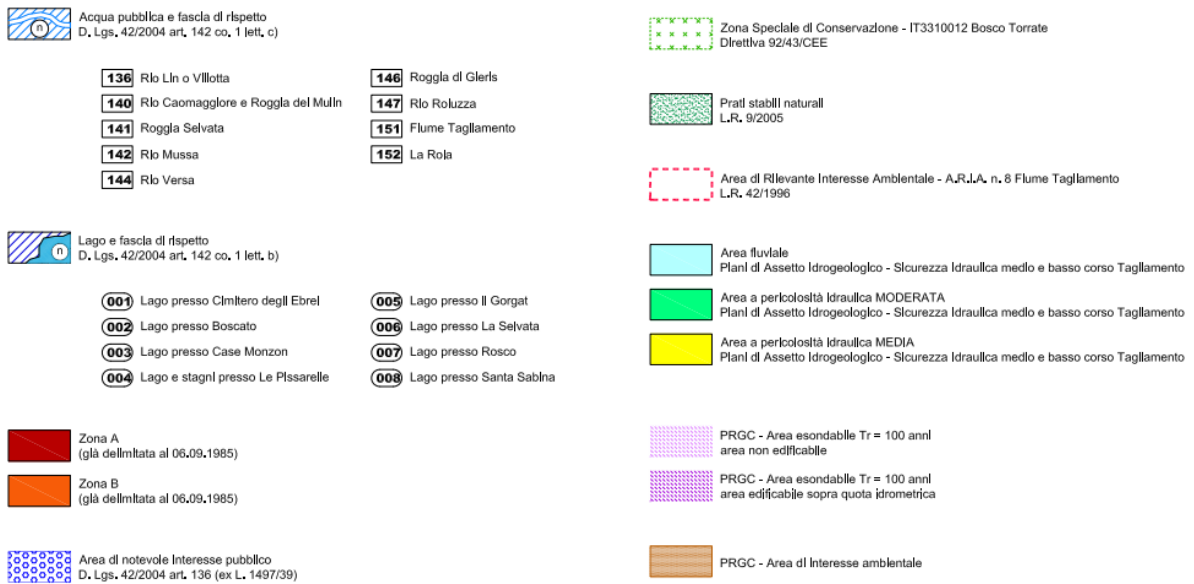 n
Acqua pubblica e fascia di rispetto
D. Lgs. 42/2004 art. 142 co. 1 lett. c)
136 Rio Lin o Villotta
140 Rio Caomaggiore e Roggia del Mulin
141 Roggia Selvata
142 Rio Mussa
144 Rio Versa
146 Roggia di Gleris
147 Rio Roiuzza
151 Fiume Tagliamento
152 La Roia
n
Lago e fascia di rispetto
D. Lgs. 42/2004 art. 142 co. 1 lett. b)
001 Lago presso Cimitero degli Ebrei
002 Lago presso Boscato
003 Lago presso Case Monzon
004 Lago e stagni presso Le Pissarelle
005 Lago presso Il Gorgat
006 Lago presso La Selvata
007 Lago presso Rosco
008 Lago presso Santa Sabina
Zona A
(già delimitata al 06.09.1985)
Zona B
(già delimitata al 06.09.1985)
Area di notevole interesse pubblico
D. Lgs. 42/2004 art. 136 (ex L. 1497/39)
Zona Speciale di Conservazione - IT3310012 Bosco Torrate
Direttiva 92/43/CEE
Prati stabili naturali
L.R. 9/2005
Area di Rilevante Interesse Ambientale - A.R.I.A. n. 8 Fiume Tagliamento
L.R. 42/1996
Area fluviale
Piani di Assetto Idrogeologico - Sicurezza idraulica medio e basso corso Tagliamento
Area a pericolosità idraulica MODERATA
Piani di Assetto Idrogeologico - Sicurezza idraulica medio e basso corso Tagliamento
Area a pericolosità idraulica MEDIA
Piani di Assetto Idrogeologico - Sicurezza idraulica medio e basso corso Tagliamento
PRGC - Area esondabile Tr = 100 anni
area non edificabile
PRGC - Area esondabile Tr = 100 anni
area edificabile sopra quota idrometrica
PRGC - Area di interesse ambientale